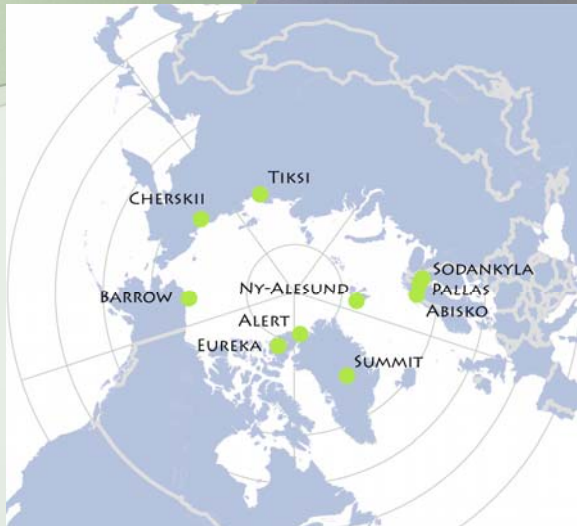 TIKSI
CHERSKII
SODANKYLA
BARROW
NY-ALESUND
PALLAS
ABISKO
ALERT
EUREKA
SUMMIT